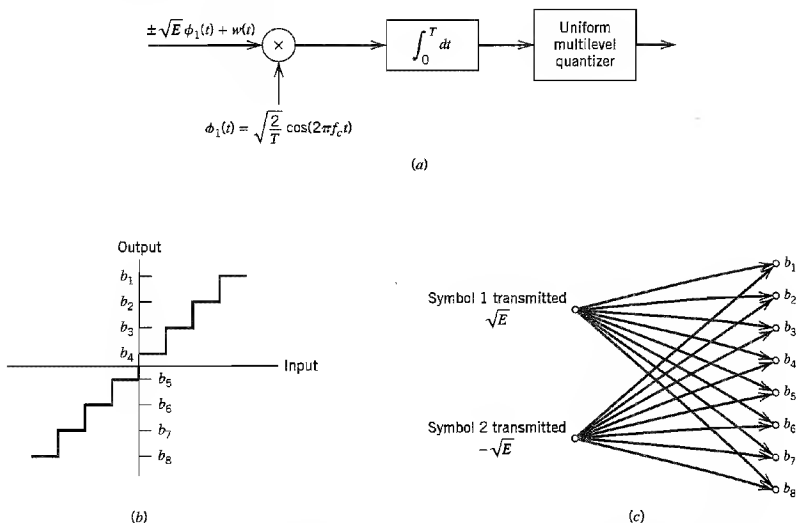 ±√E ϕ₁(t) + w(t)
×
∫₀ᵀ dt
Uniform
multilevel
quantizer
ϕ₁(t) = √(2/T) cos(2πf_c t)
(a)
Output
b₁
b₂
b₃
b₄
Input
b₅
b₆
b₇
b₈
(b)
Symbol 1 transmitted
√E
Symbol 2 transmitted
−√E
b₁
b₂
b₃
b₄
b₅
b₆
b₇
b₈
(c)